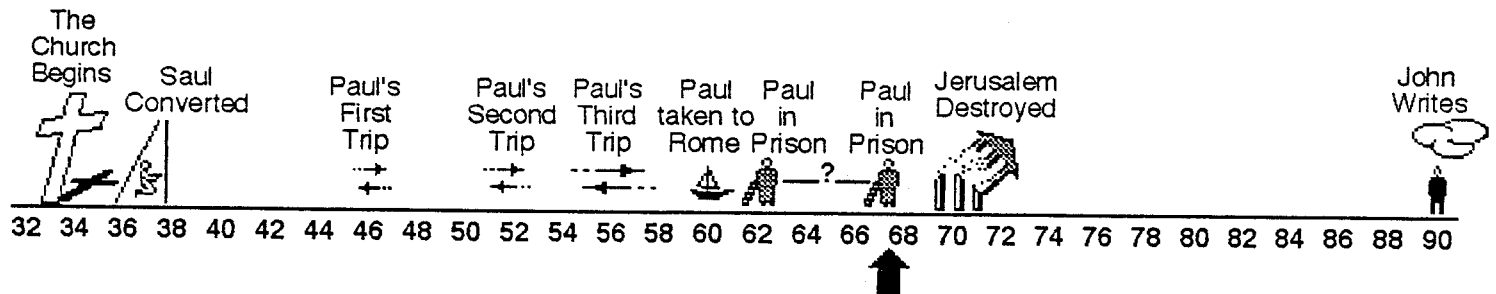 The
Church
Begins
Saul
Converted
Paul's
First
Trip
Paul's
Second
Trip
Paul's
Third
Trip
Paul
taken to
Rome
Paul
in
Prison
?
Paul
in
Prison
Jerusalem
Destroyed
John
Writes
32 34 36 38 40 42 44 46 48 50 52 54 56 58 60 62 64 66 68 70 72 74 76 78 80 82 84 86 88 90